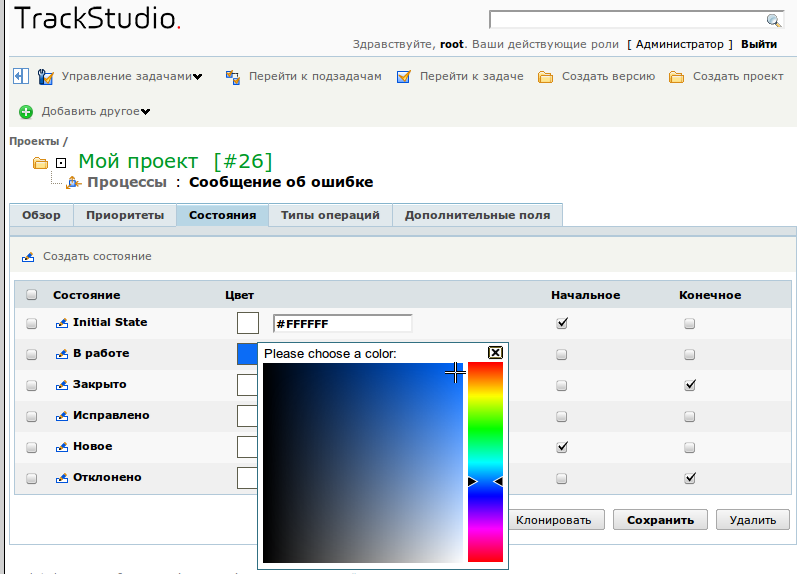 TrackStudio.
Здравствуйте, root. Ваши действующие роли [ Администратор ] Выйти
Управление задачами Перейти к подзадачам Перейти к задаче Создать версию Создать проект
Добавить другое
Проекты /
Мой проект [#26]
Процессы : Сообщение об ошибке
Обзор Приоритеты Состояния Типы операций Дополнительные поля
Создать состояние
Состояние Цвет Начальное Конечное
Initial State #FFFFFF
В работе
Please choose a color:
Закрыто
Исправлено
Новое
Отклонено
Клонировать Сохранить Удалить